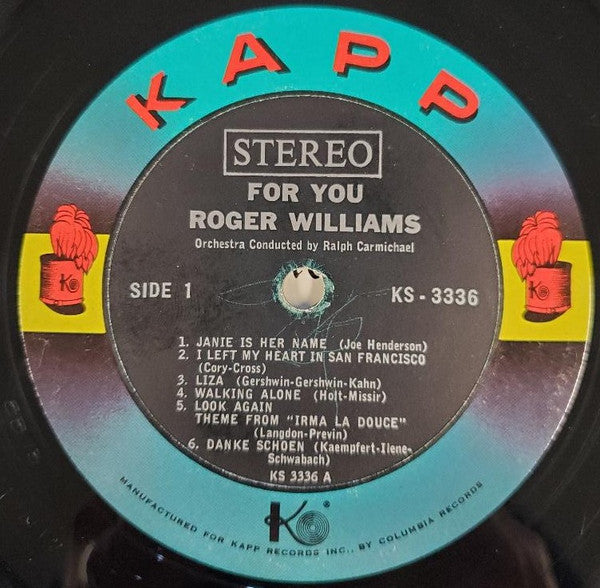 KAPP
STEREO
FOR YOU
ROGER WILLIAMS
Orchestra Conducted by Ralph Carmichael
SIDE 1
KS - 3336
1. JANIE IS HER NAME (Joe Henderson)
2. I LEFT MY HEART IN SAN FRANCISCO
(Cory-Cross)
3. LIZA (Gershwin-Gershwin-Kahn)
4. WALKING ALONE (Holt-Missir)
5. LOOK AGAIN
THEME FROM "IRMA LA DOUCE"
(Langdon-Previn)
6. DANKE SCHOEN (Kaempfert-Ilene-
Schwabach)
KS 3336 A
K
®
MANUFACTURED FOR KAPP RECORDS INC., BY COLUMBIA RECORDS